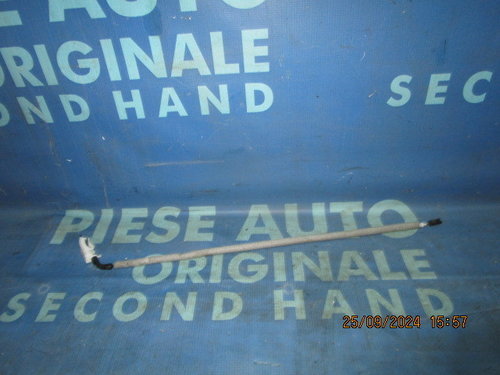 PIESE AUTO
ORIGINALE
SECOND HAND
SEC
PIESE AUTO
ORIGINALE
SECOND HAND
25/09/2024 15:57